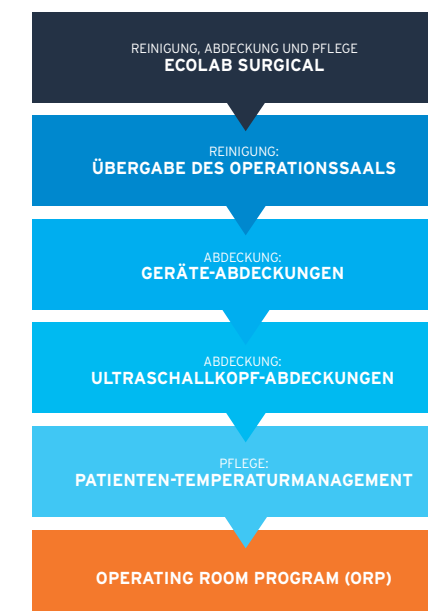 REINIGUNG, ABDECKUNG UND PFLEGE
ECOLAB SURGICAL
REINIGUNG:
ÜBERGABE DES OPERATIONSSAALS
ABDECKUNG:
GERÄTE-ABDECKUNGEN
ABDECKUNG:
ULTRASCHALLKOPF-ABDECKUNGEN
PFLEGE:
PATIENTEN-TEMPERATURMANAGEMENT
OPERATING ROOM PROGRAM (ORP)